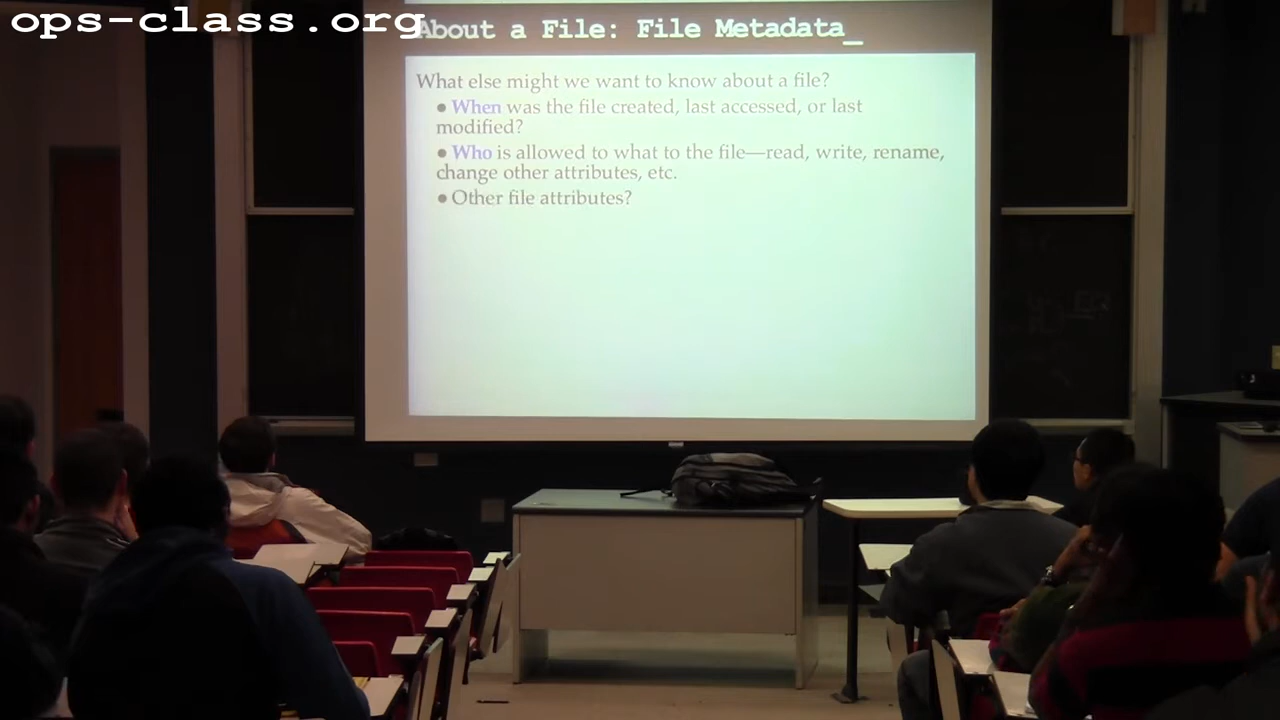 ops-class.org
About a File: File Metadata_
What else might we want to know about a file?
● When was the file created, last accessed, or last
modified?
● Who is allowed to what to the file—read, write, rename,
change other attributes, etc.
● Other file attributes?